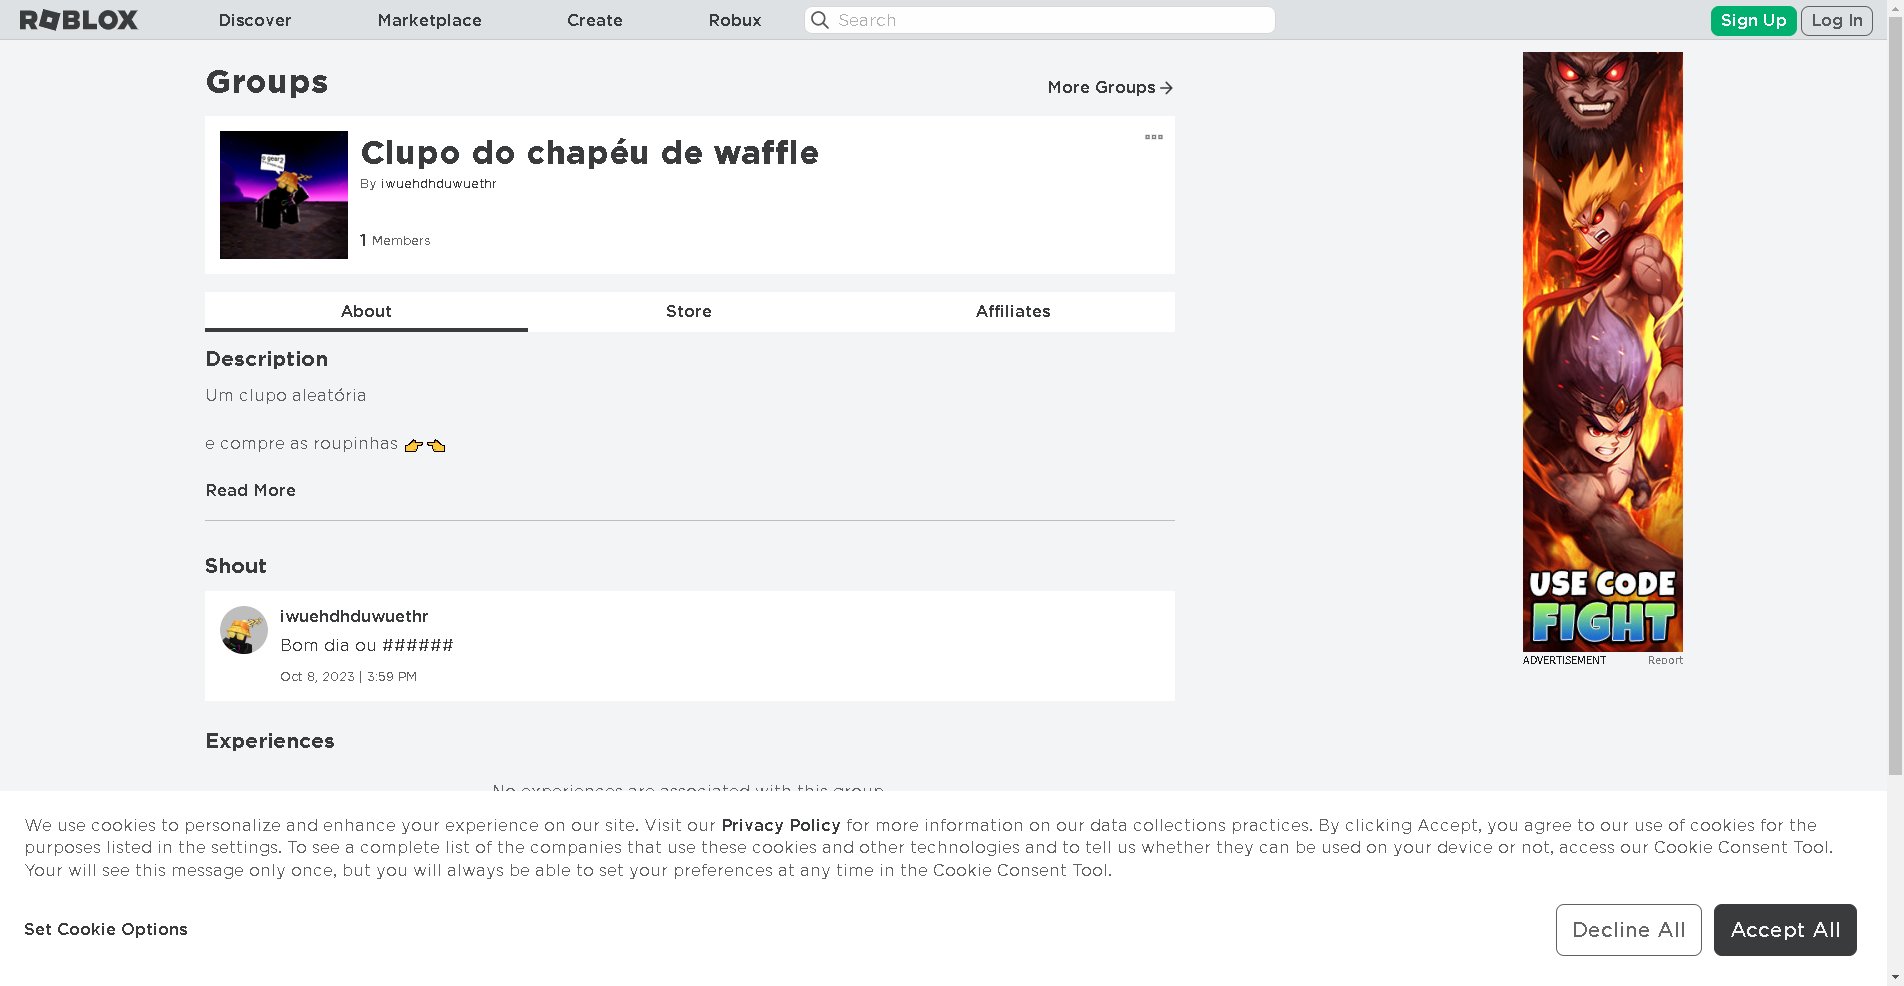 ROBLOX Discover Marketplace Create Robux Search Sign Up Log In
Groups
More Groups
Clupo do chapéu de waffle
By iwuehdhduwuethr
1 Members
About Store Affiliates
Description
Um clupo aleatória
e compre as roupinhas 👉👈
Read More
Shout
iwuehdhduwuethr
Bom dia ou ######
Oct 8, 2023 | 3:59 PM
Experiences
No experiences are associated with this group
USE CODE
FIGHT
ADVERTISEMENT Report
We use cookies to personalize and enhance your experience on our site. Visit our Privacy Policy for more information on our data collections practices. By clicking Accept, you agree to our use of cookies for the
purposes listed in the settings. To see a complete list of the companies that use these cookies and other technologies and to tell us whether they can be used on your device or not, access our Cookie Consent Tool.
Your will see this message only once, but you will always be able to set your preferences at any time in the Cookie Consent Tool.
Set Cookie Options
Decline All Accept All